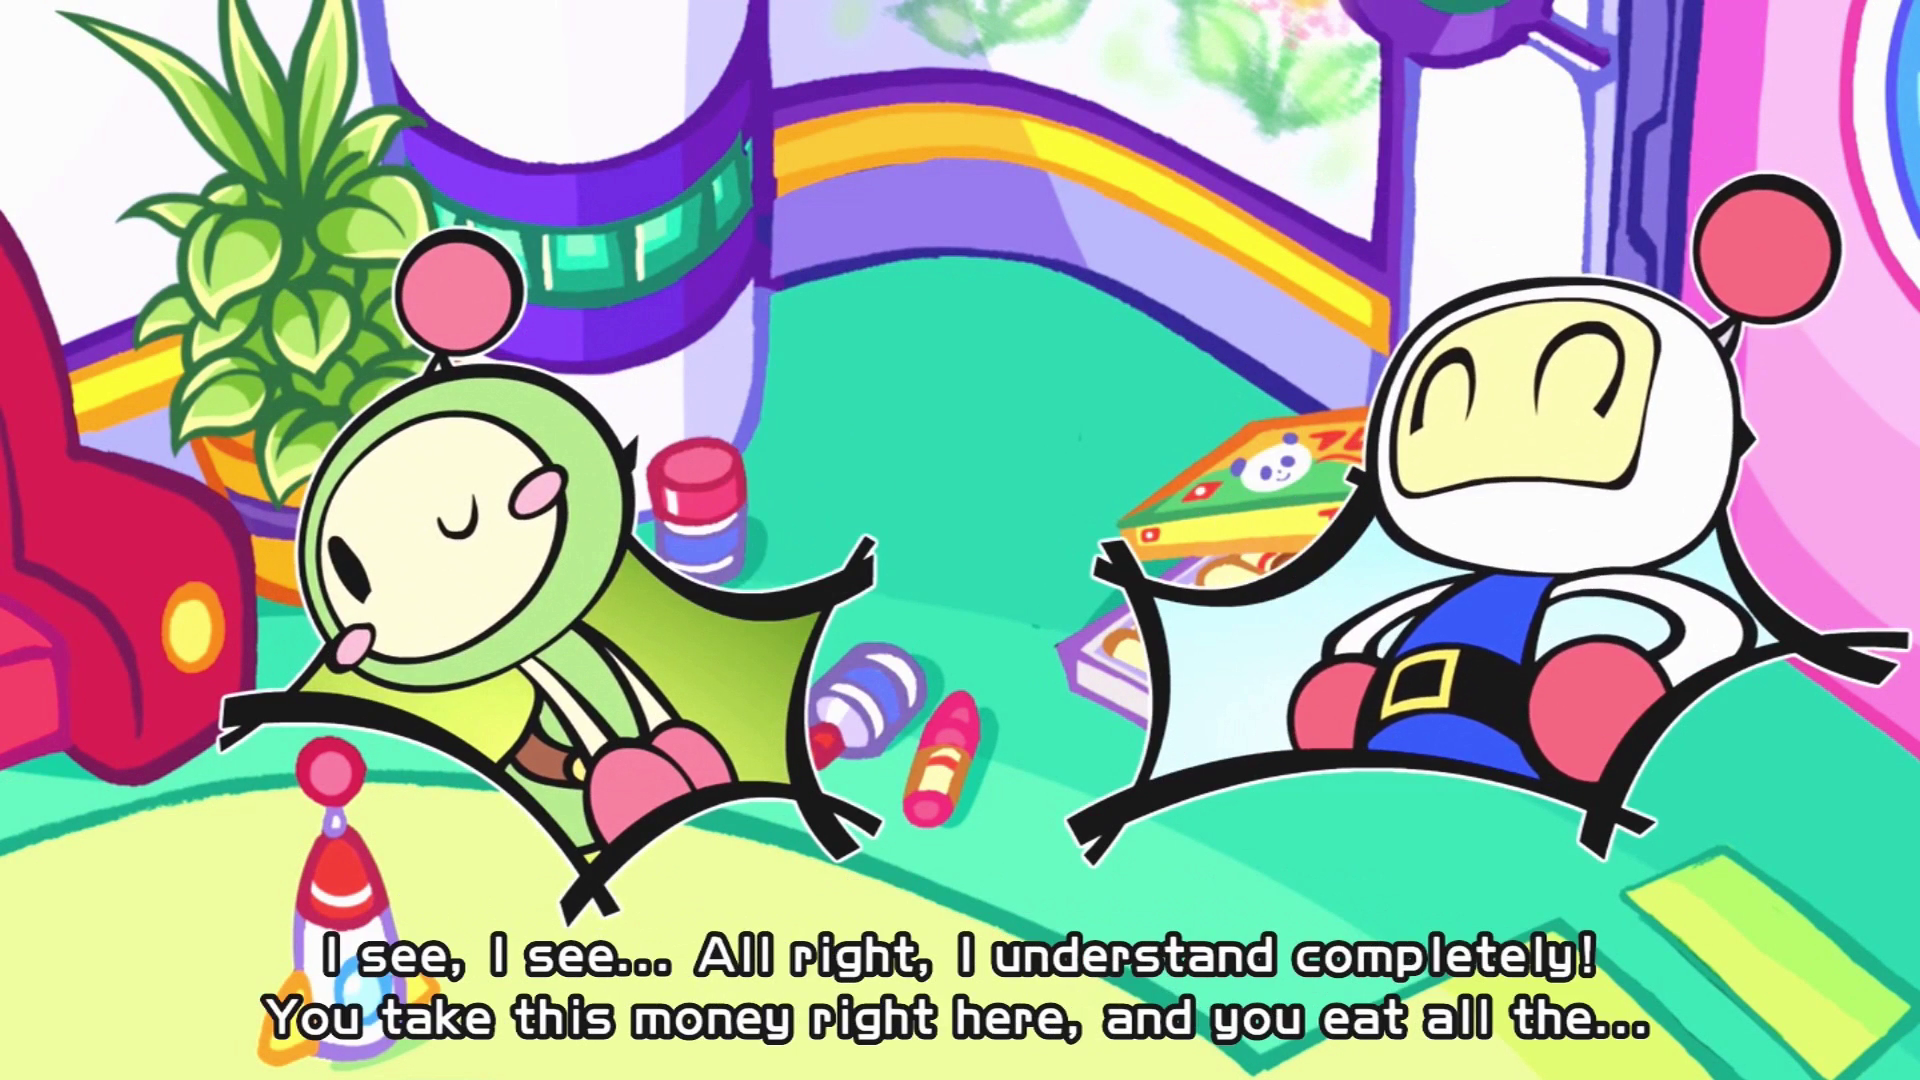 I see, I see... All right, I understand completely!
You take this money right here, and you eat all the...